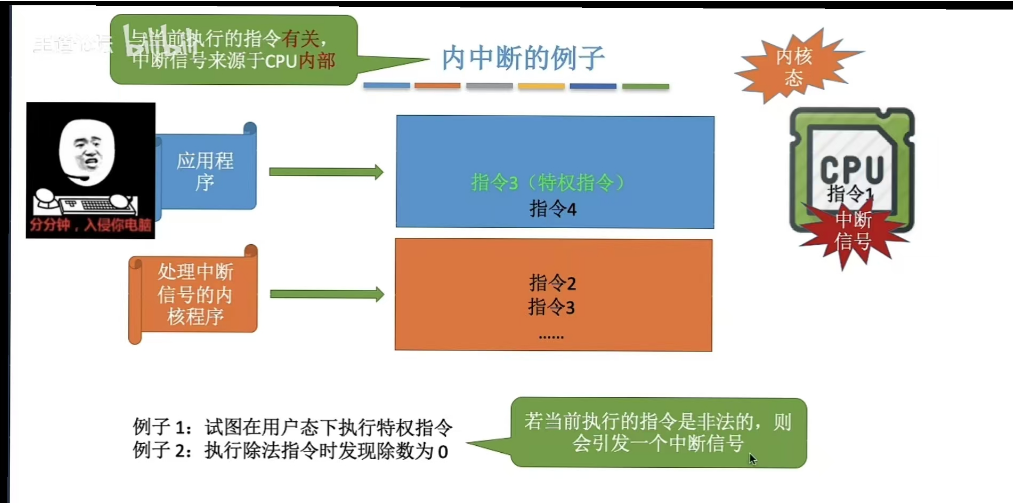 与当前执行的指令有关，
中断信号来源于CPU内部
bilibili
内中断的例子
内核
态
应用程
序
指令3（特权指令）
指令4
CPU
指令1
中断
信号
分分钟，入侵你电脑
处理中断
信号的内
核程序
指令2
指令3
……
例子 1：试图在用户态下执行特权指令
例子 2：执行除法指令时发现除数为 0
若当前执行的指令是非法的，则
会引发一个中断信号